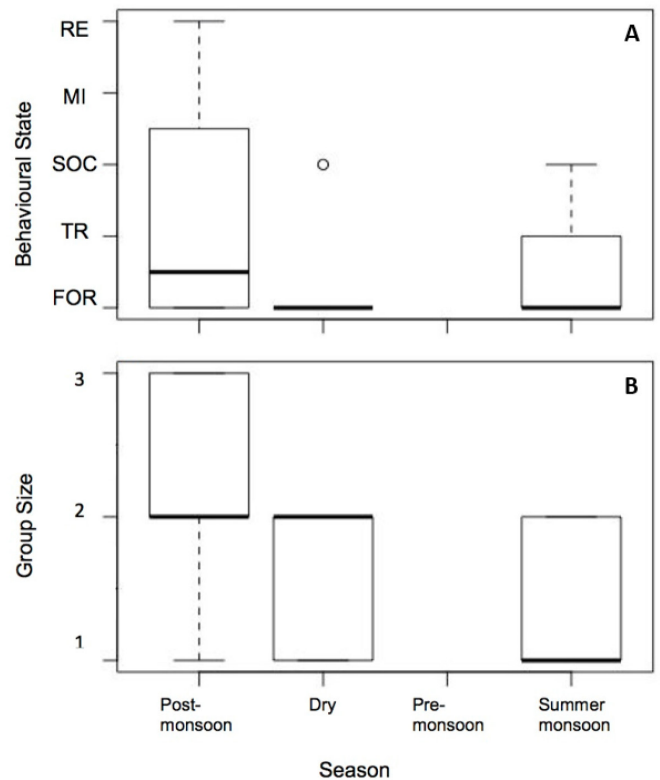 A
RE
MI
SOC
TR
FOR
Behavioural State
B
3
2
1
Group Size
Post-
monsoon
Dry
Pre-
monsoon
Summer
monsoon
Season